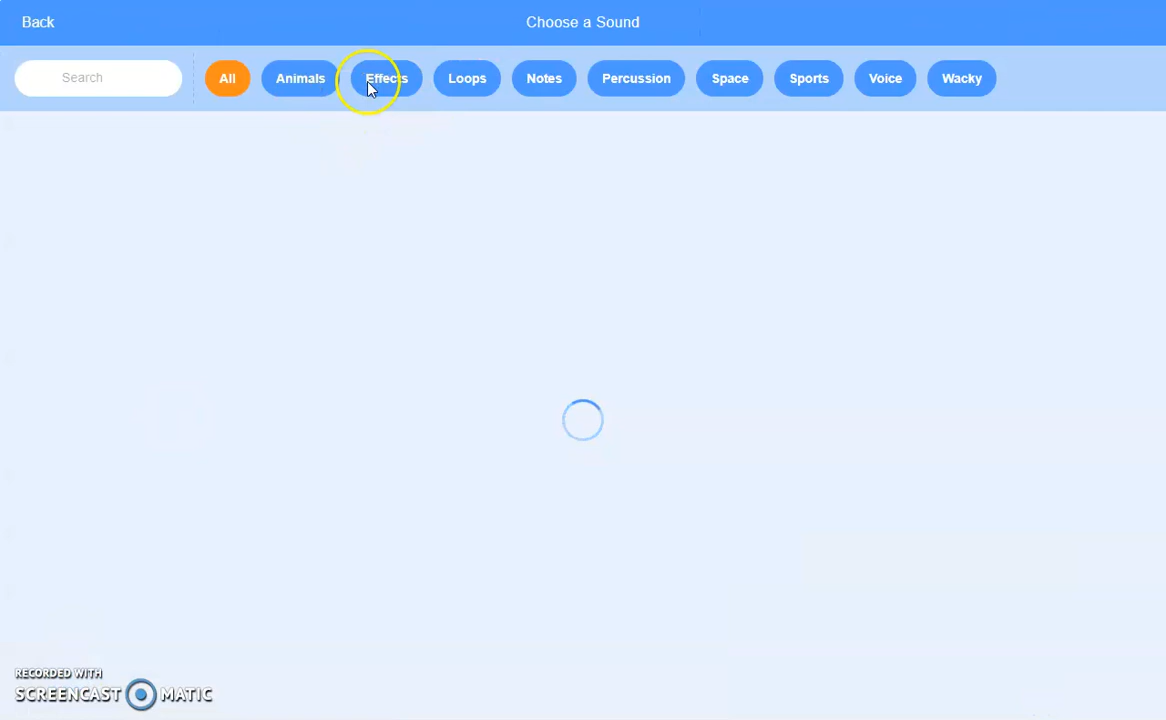 Back
Choose a Sound
Search
All
Animals
Effects
Loops
Notes
Percussion
Space
Sports
Voice
Wacky
RECORDED WITH
SCREENCAST MATIC